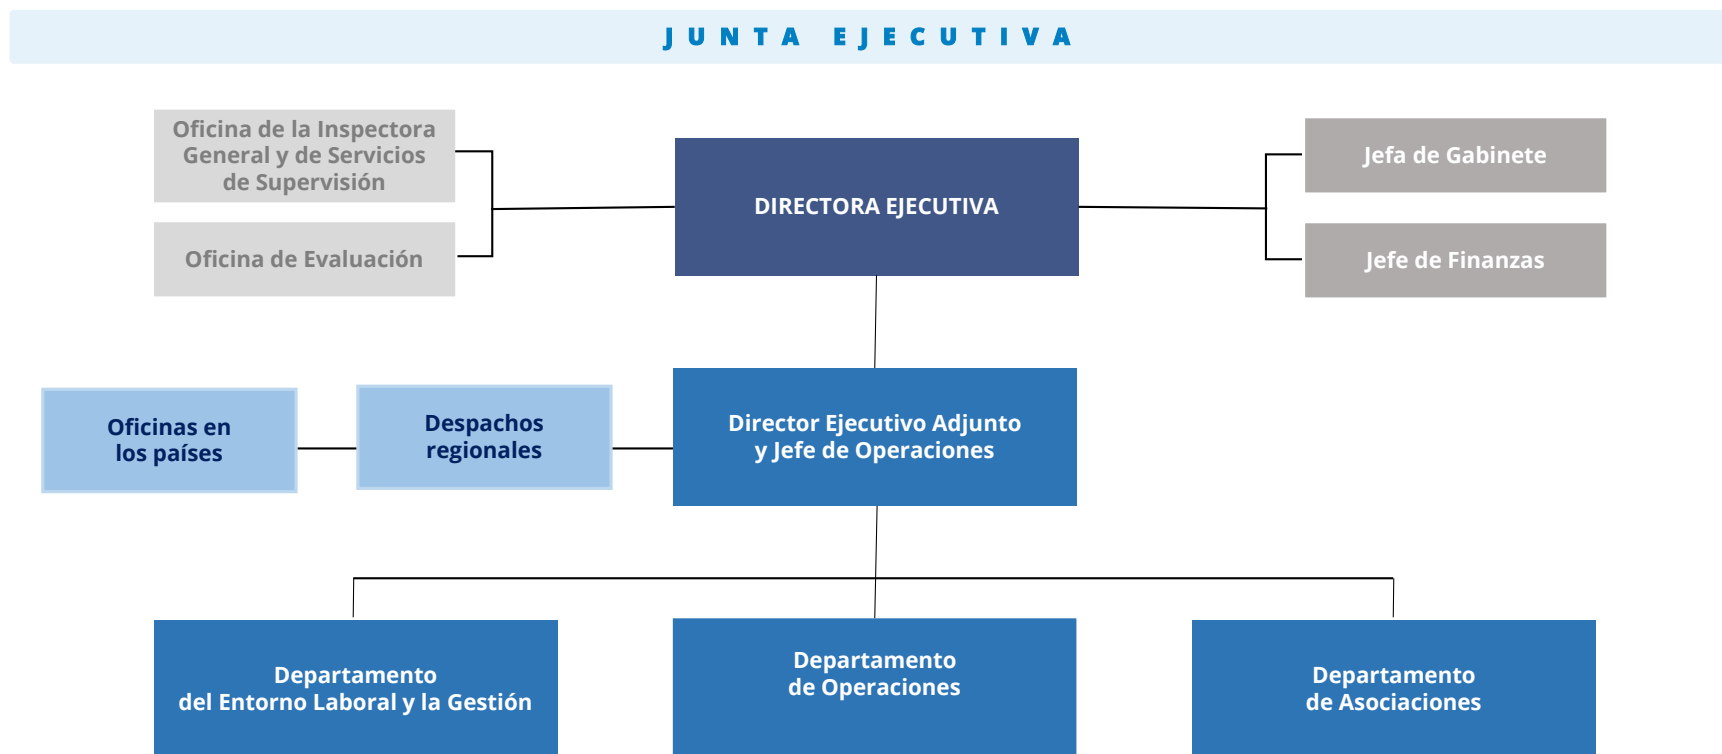 JUNTA EJECUTIVA
Oficina de la Inspectora
General y de Servicios
de Supervisión
Oficina de Evaluación
DIRECTORA EJECUTIVA
Jefa de Gabinete
Jefe de Finanzas
Oficinas en
los países
Despachos
regionales
Director Ejecutivo Adjunto
y Jefe de Operaciones
Departamento
del Entorno Laboral y la Gestión
Departamento
de Operaciones
Departamento
de Asociaciones